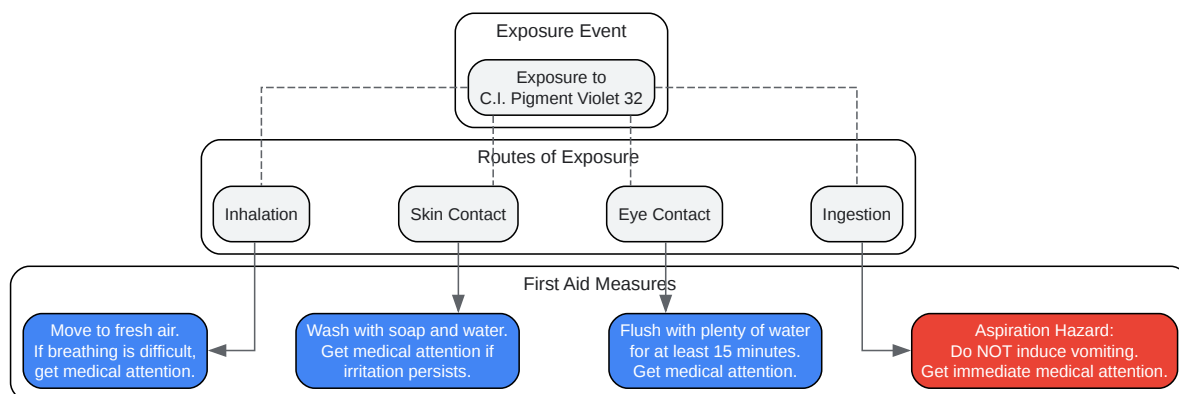 Exposure Event
Exposure to
C.I. Pigment Violet 32
Routes of Exposure
Inhalation
Skin Contact
Eye Contact
Ingestion
First Aid Measures
Move to fresh air.
If breathing is difficult,
get medical attention.
Wash with soap and water.
Get medical attention if
irritation persists.
Flush with plenty of water
for at least 15 minutes.
Get medical attention.
Aspiration Hazard:
Do NOT induce vomiting.
Get immediate medical attention.